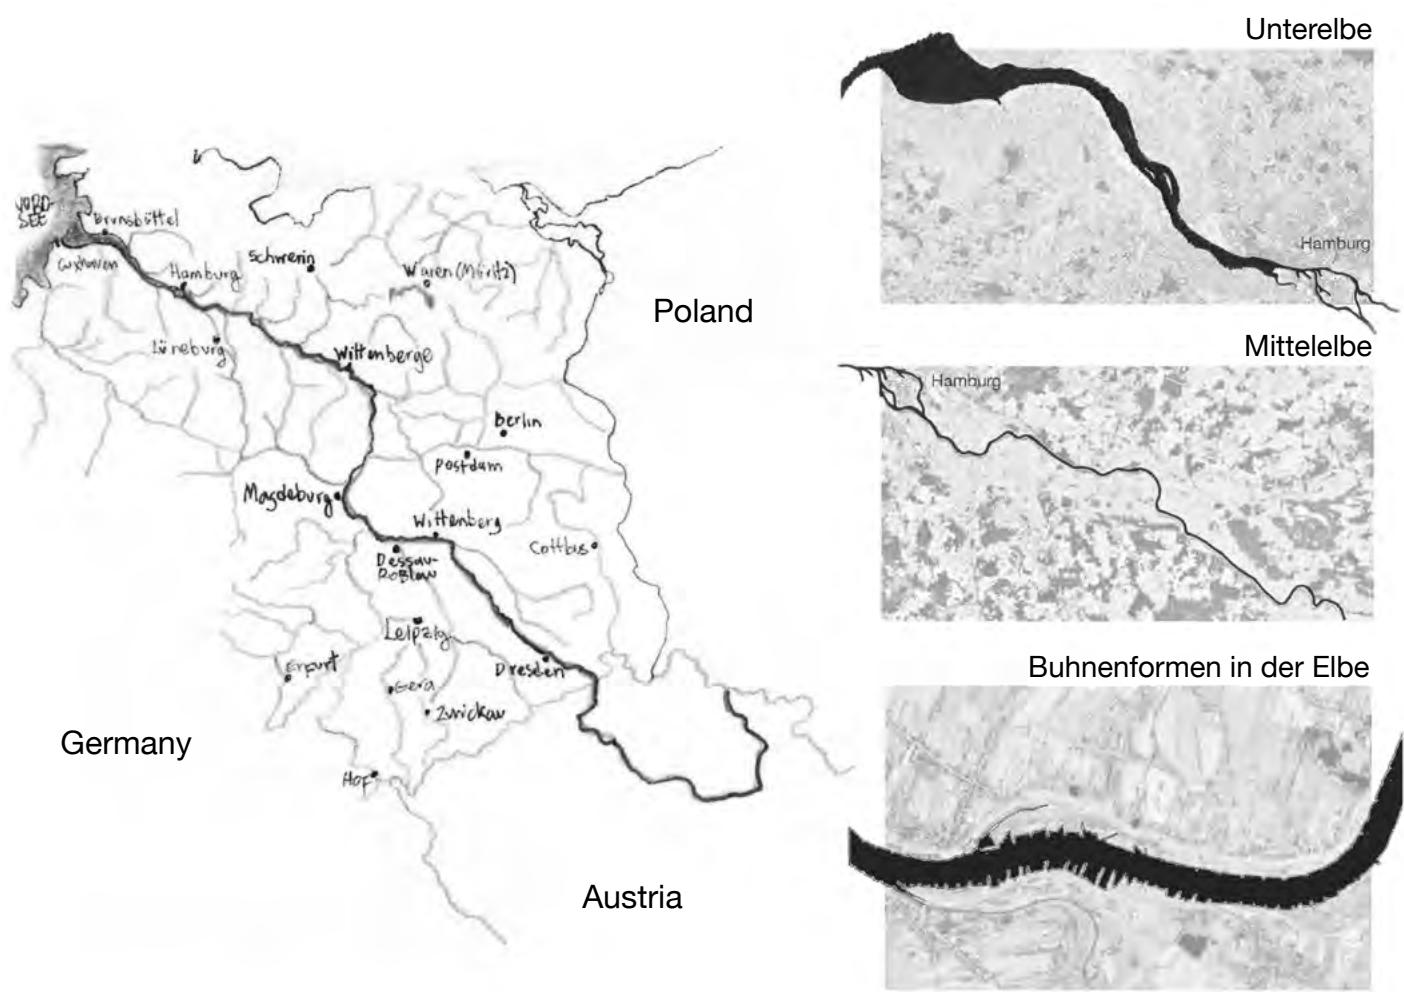 Unterelbe
Hamburg
Mittelelbe
Hamburg
Buhnenformen in der Elbe
NORD-
SEE
Brunsbüttel
Cuxhaven
Hamburg
Schwerin
Waren (Müritz)
Poland
Lüneburg
Wittenberge
Berlin
Postdam
Magdeburg
Wittenberg
Cottbus
Dessau-
Roßlau
Leipzig
Erfurt
Gera
Dresden
Zwickau
Germany
Hof
Austria